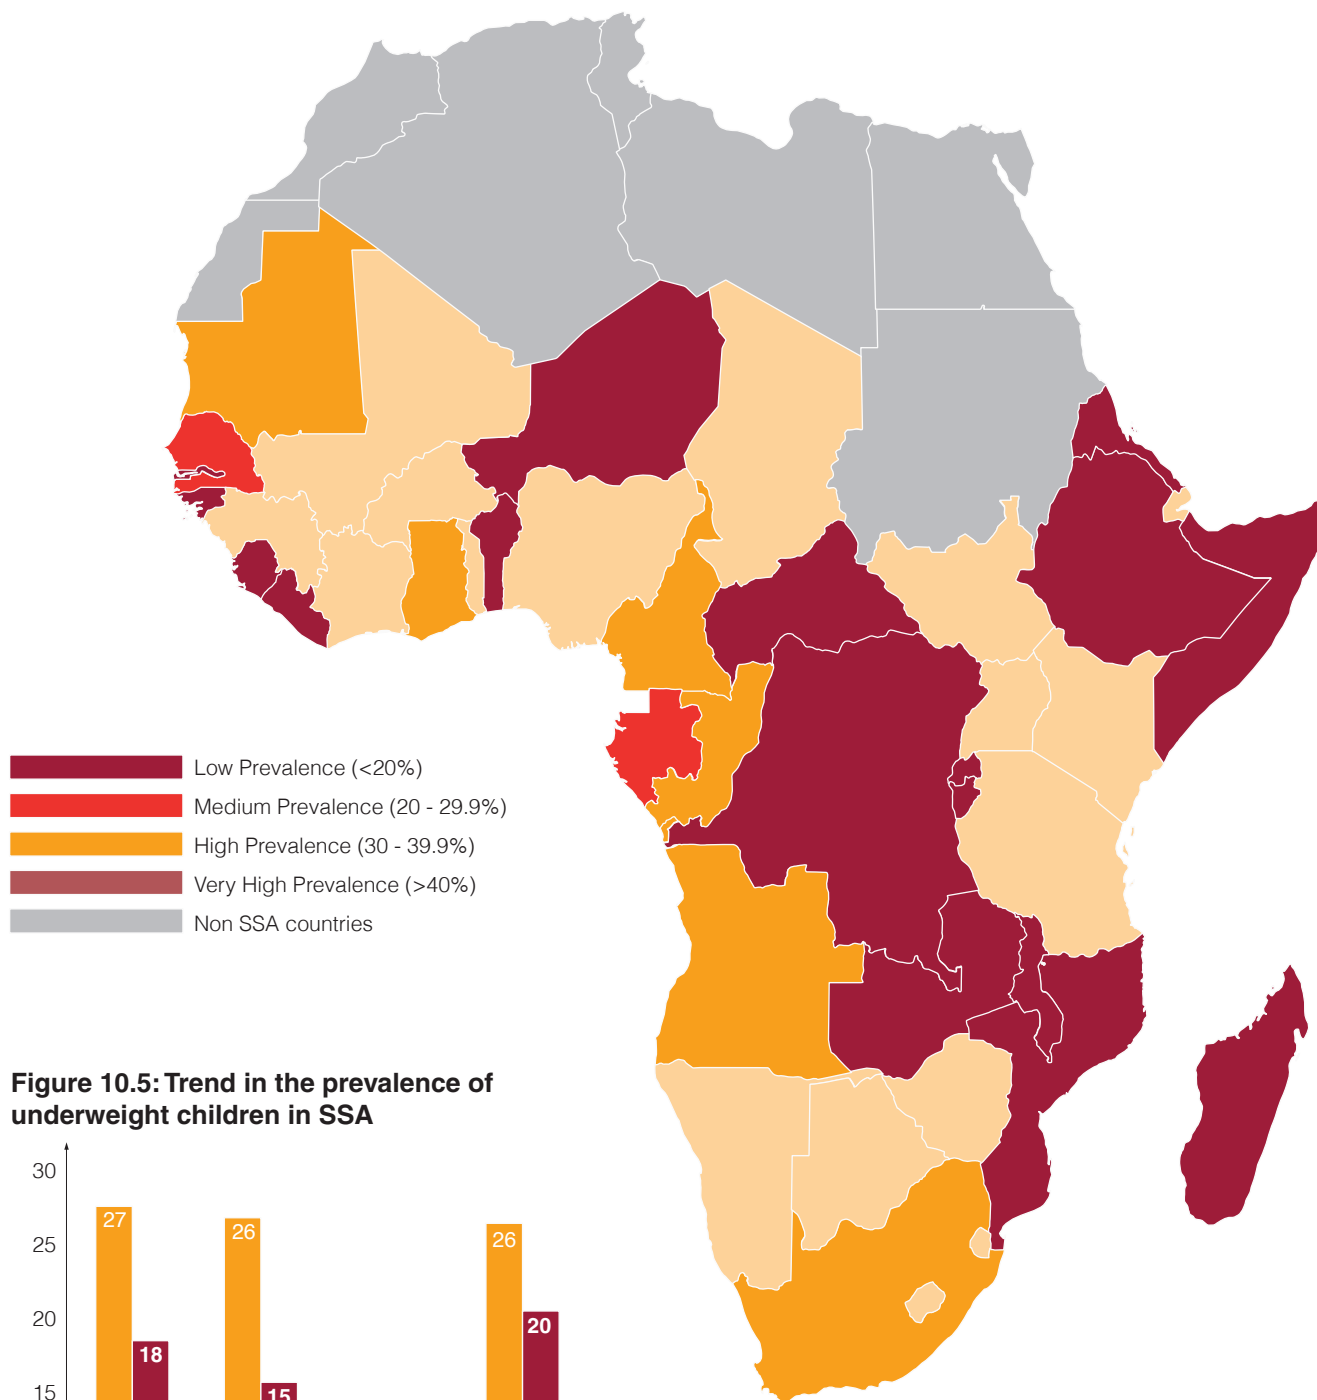 Low Prevalence (<20%)
Medium Prevalence (20 - 29.9%)
High Prevalence (30 - 39.9%)
Very High Prevalence (>40%)
Non SSA countries
Figure 10.5: Trend in the prevalence of
underweight children in SSA
30
25
20
15
27
18
26
15
26
20